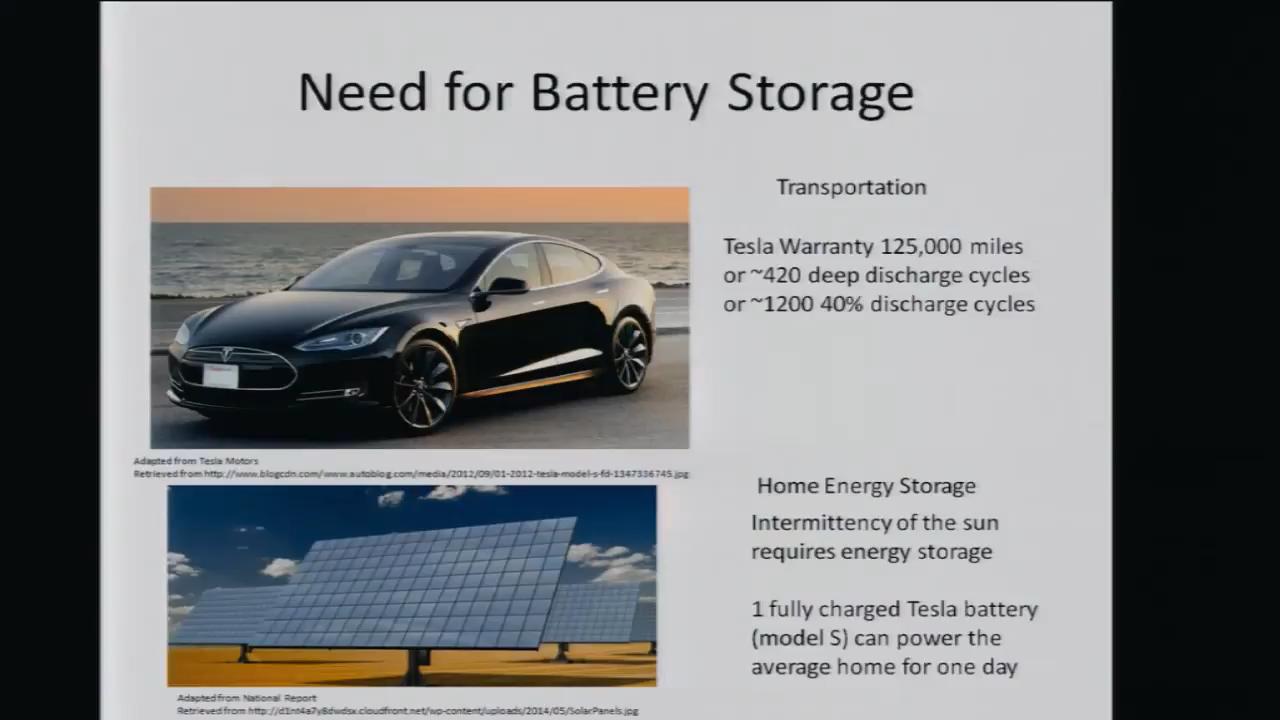 Need for Battery Storage
Transportation
Tesla Warranty 125,000 miles
or ~420 deep discharge cycles
or ~1200 40% discharge cycles
Adapted from Tesla Motors
Retrieved from http://www.blogcdn.com/www.autoblog.com/media/2012/09/01-2012-tesla-model-s-fd-1347336745.jpg
Home Energy Storage
Intermittency of the sun
requires energy storage
1 fully charged Tesla battery
(model S) can power the
average home for one day
Adapted from National Report
Retrieved from http://d1nt4a7y8dwdsx.cloudfront.net/wp-content/uploads/2014/05/SolarPanels.jpg